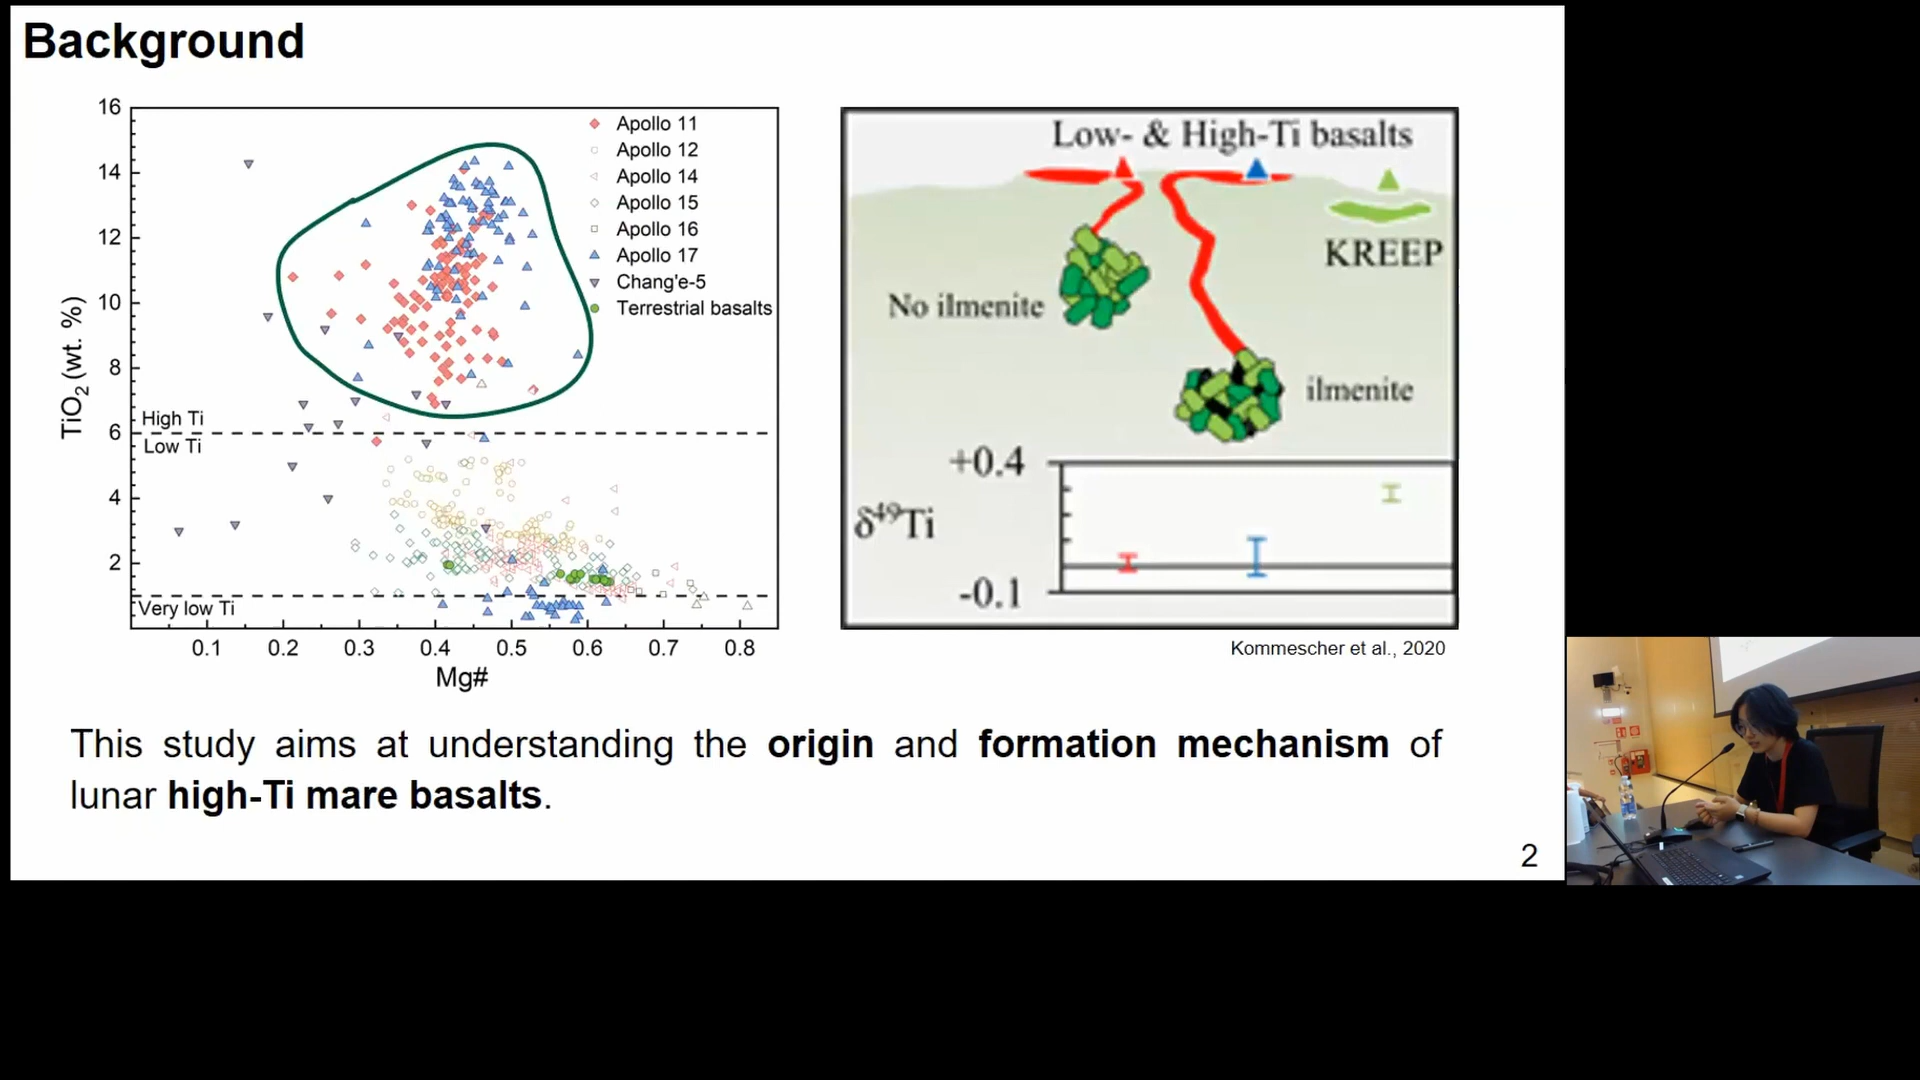 Background
16
14
12
10
8
6
4
2
TiO2 (wt. %)
High Ti
Low Ti
Very low Ti
Apollo 11
Apollo 12
Apollo 14
Apollo 15
Apollo 16
Apollo 17
Chang'e-5
Terrestrial basalts
0.1 0.2 0.3 0.4 0.5 0.6 0.7 0.8
Mg#
Low- & High-Ti basalts
KREEP
No ilmenite
ilmenite
+0.4
δ49Ti
-0.1
Kommescher et al., 2020
This study aims at understanding the origin and formation mechanism of
lunar high-Ti mare basalts.
2